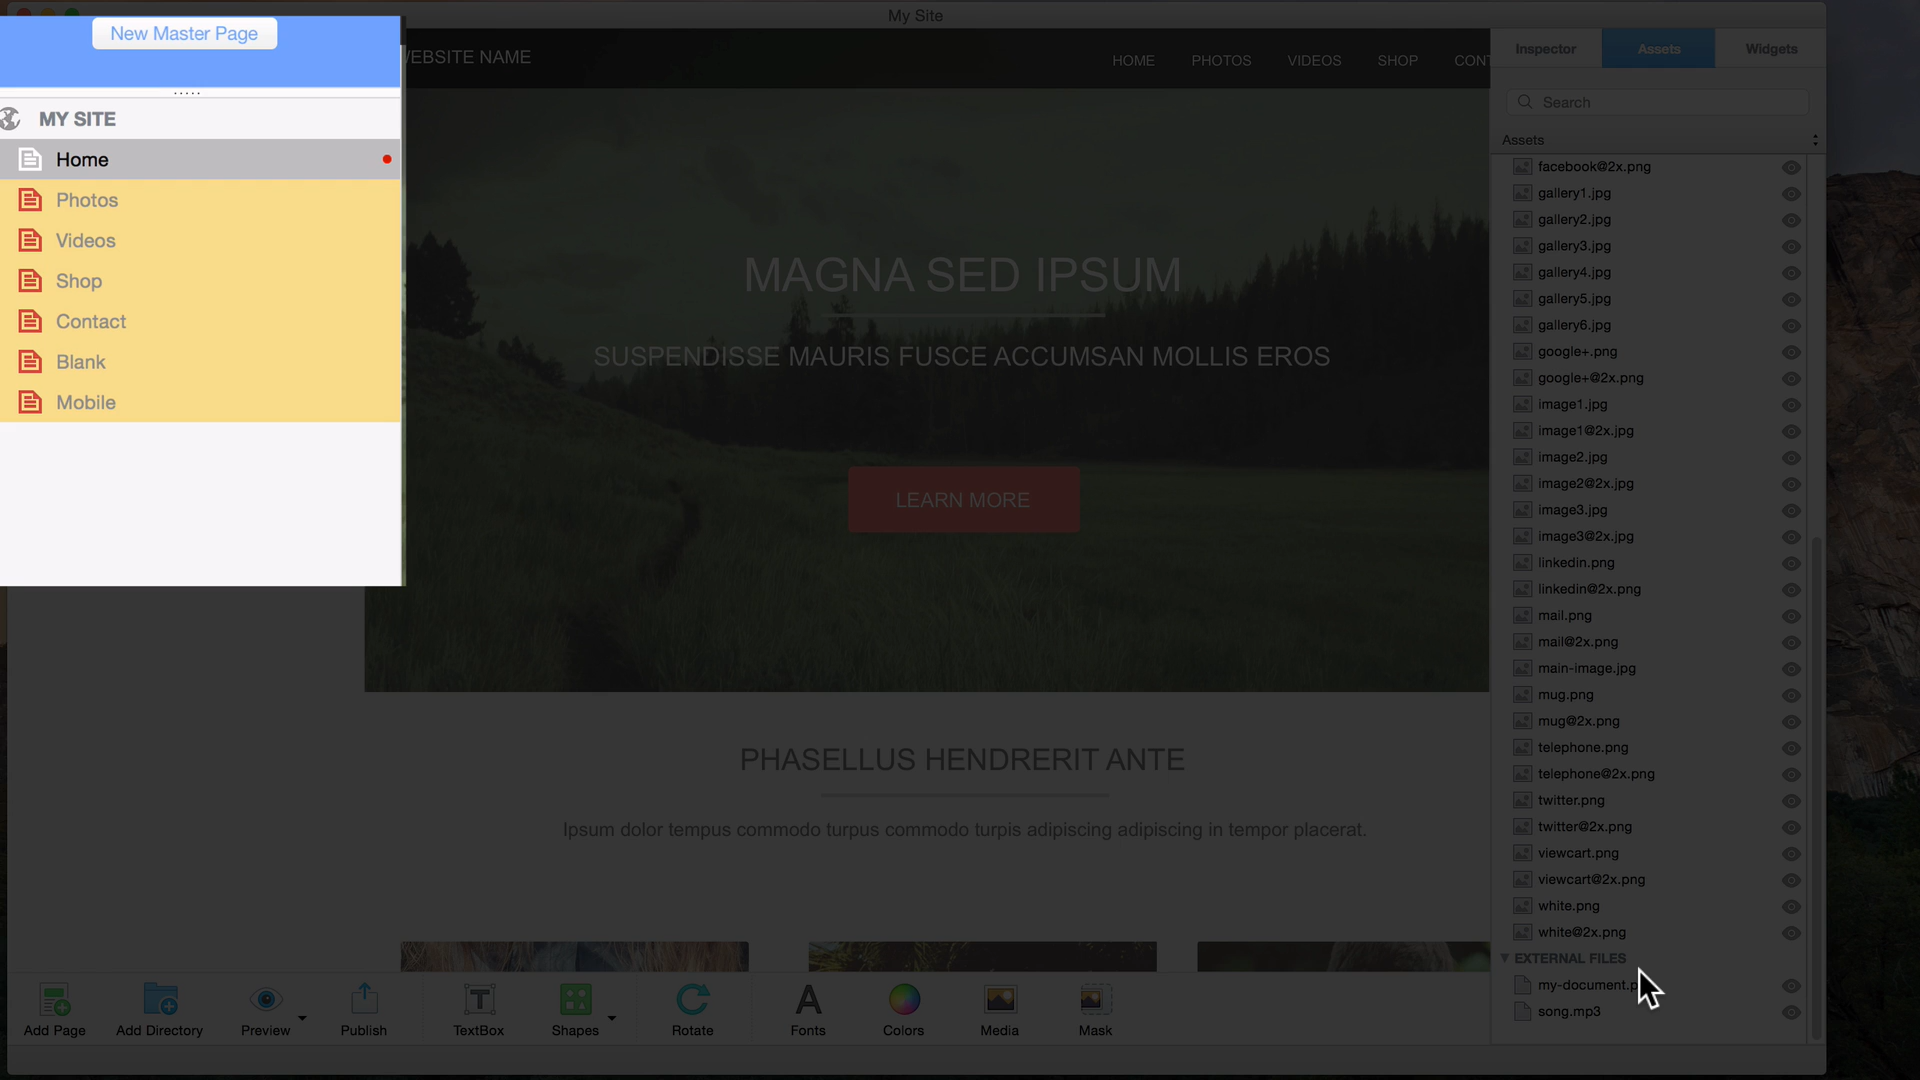 My Site
New Master Page
MY SITE
Home
Photos
Videos
Shop
Contact
Blank
Mobile
WEBSITE NAME
HOME PHOTOS VIDEOS SHOP CONT
MAGNA SED IPSUM
SUSPENDISSE MAURIS FUSCE ACCUMSAN MOLLIS EROS
LEARN MORE
PHASELLUS HENDRERIT ANTE
Ipsum dolor tempus commodo turpus commodo turpis adipiscing adipiscing in tempor placerat.
Inspector Assets Widgets
Search
Assets
facebook@2x.png
gallery1.jpg
gallery2.jpg
gallery3.jpg
gallery4.jpg
gallery5.jpg
gallery6.jpg
google+.png
google+@2x.png
image1.jpg
image1@2x.jpg
image2.jpg
image2@2x.jpg
image3.jpg
image3@2x.jpg
linkedin.png
linkedin@2x.png
mail.png
mail@2x.png
main-image.jpg
mug.png
mug@2x.png
telephone.png
telephone@2x.png
twitter.png
twitter@2x.png
viewcart.png
viewcart@2x.png
white.png
white@2x.png
EXTERNAL FILES
my-document.p
song.mp3
Add Page Add Directory Preview Publish TextBox Shapes Rotate Fonts Colors Media Mask